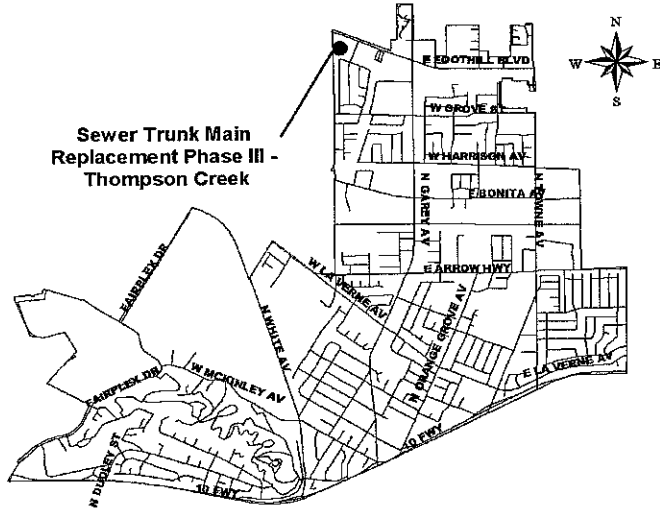 N
W E
S
E FOOTHILL BLVD
W GROVE ST
Sewer Trunk Main
Replacement Phase III -
Thompson Creek
W HARRISON AV
N GAREY AV
E BONITA AV
N TOWNE AV
E ARROW HWY
W LA VERNE AV
FAIRPLEX DR
N WHITE AV
N ORANGE GROVE AV
E LA VERNE AV
W MCKINLEY AV
FAIRPLEX DR
10 FWY
N DUDLEY ST
10 FWY